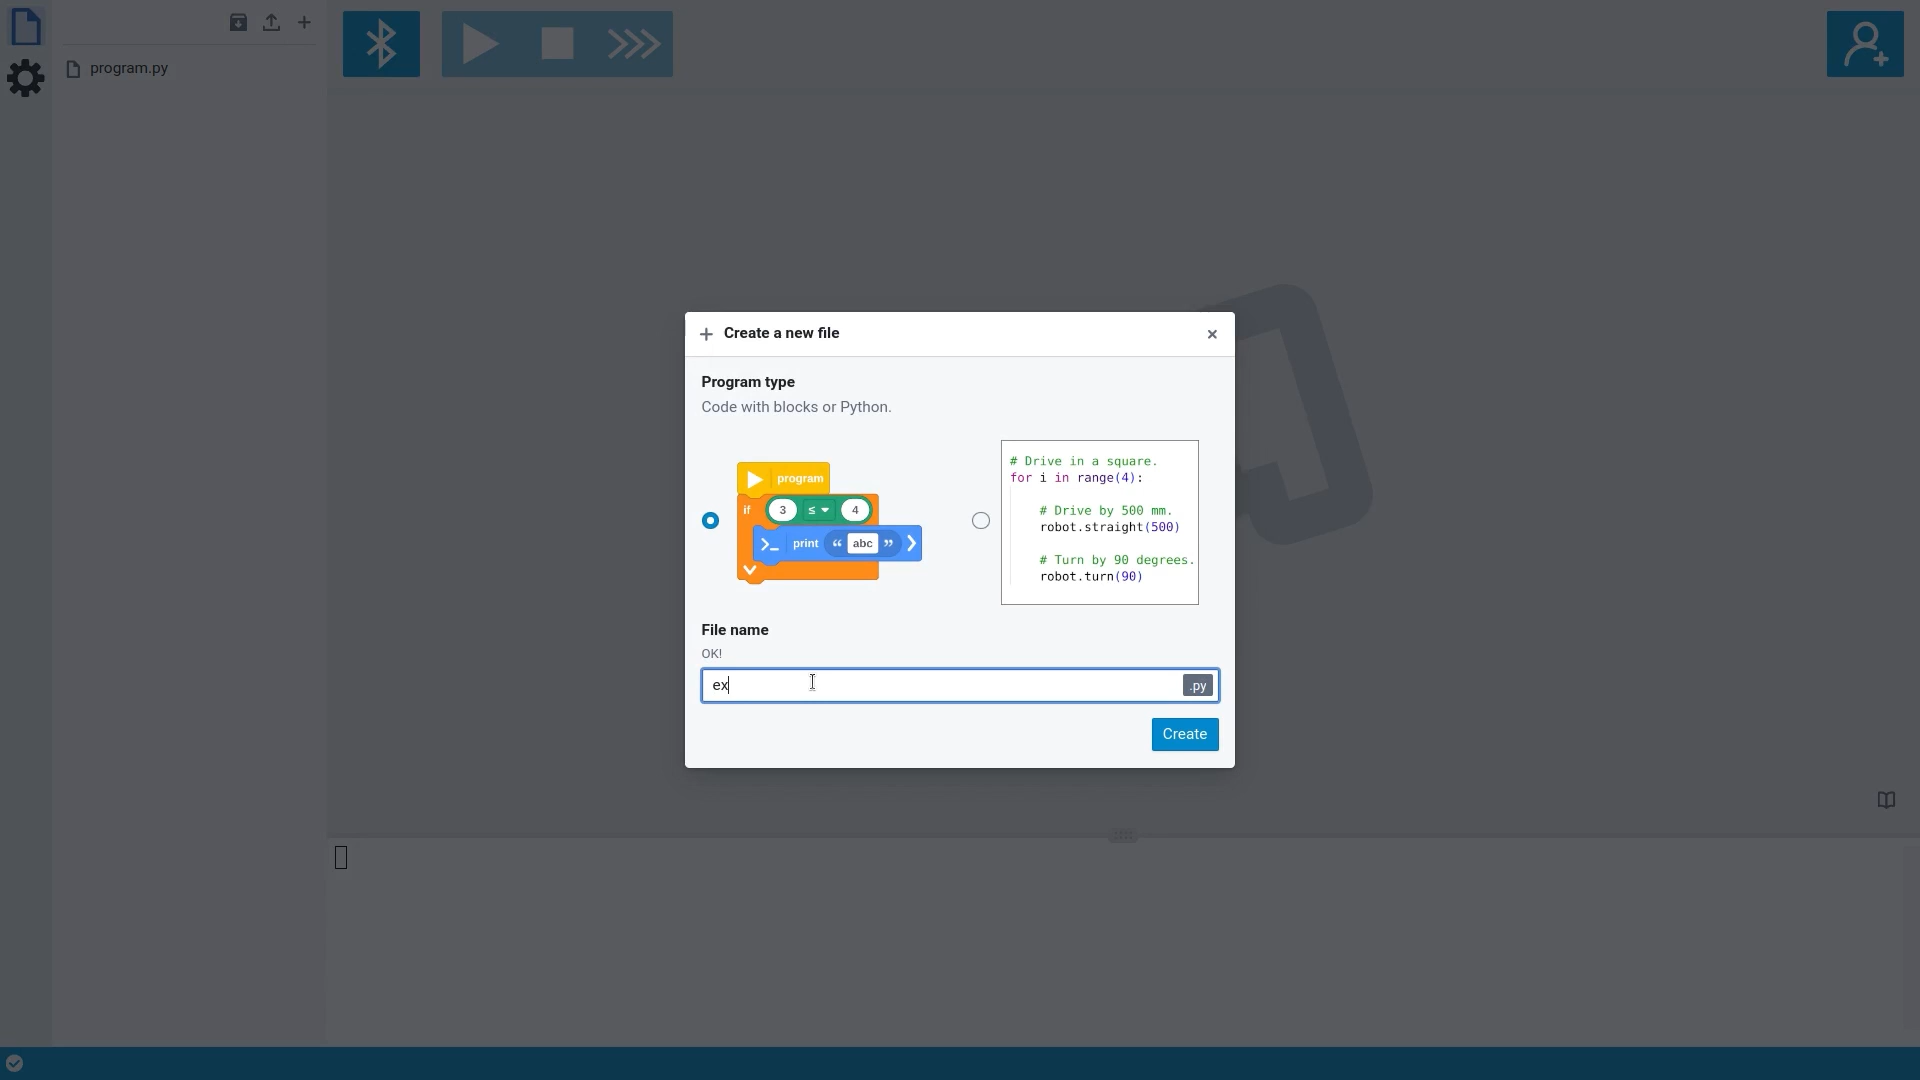 program.py
Create a new file
Program type
Code with blocks or Python.
program
if 3 ≤ 4
print “ abc ”
# Drive in a square.
for i in range(4):
# Drive by 500 mm.
robot.straight(500)
# Turn by 90 degrees.
robot.turn(90)
File name
OK!
ex .py
Create